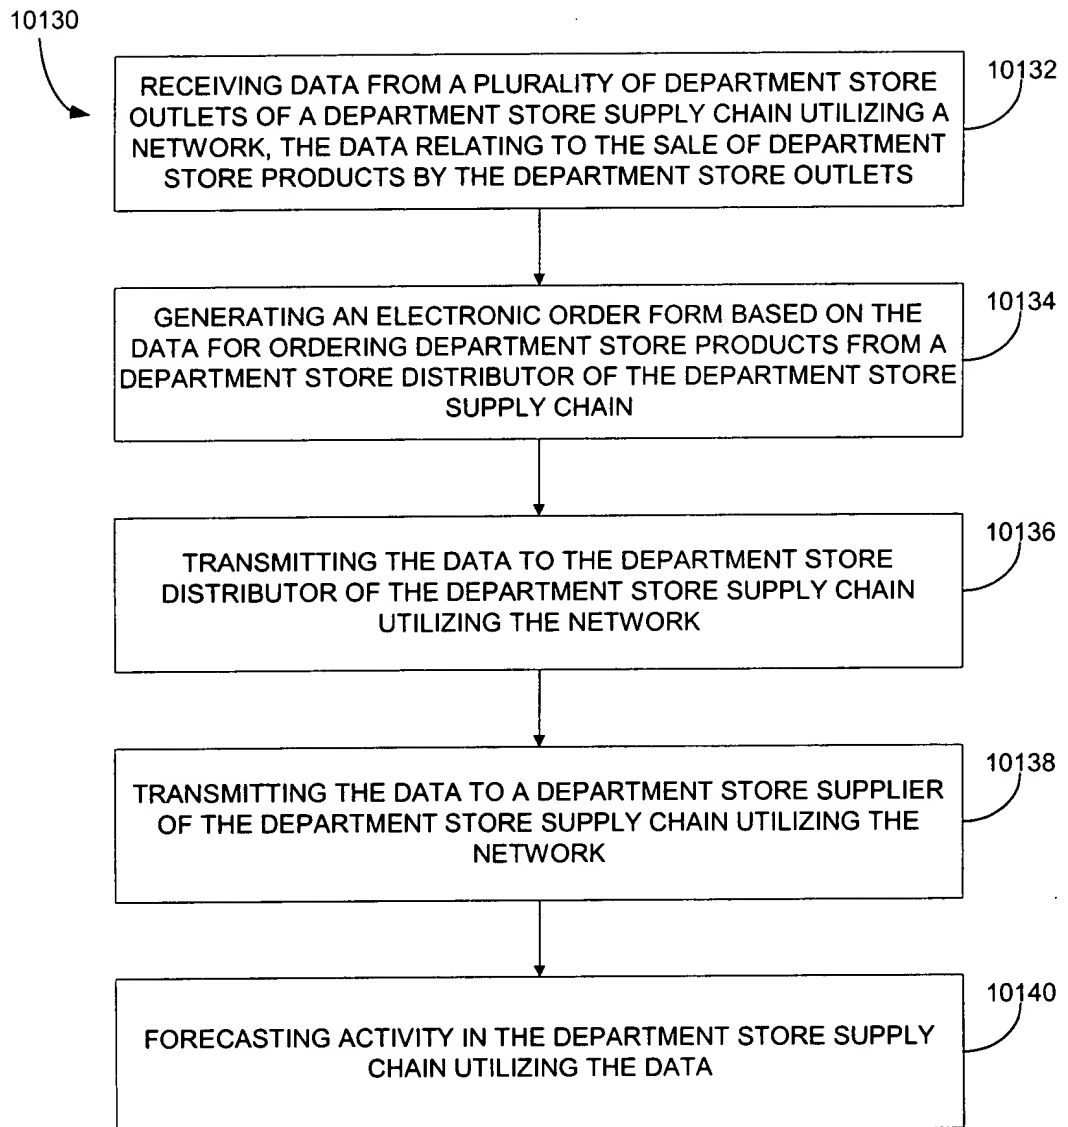 10130
10132
RECEIVING DATA FROM A PLURALITY OF DEPARTMENT STORE
OUTLETS OF A DEPARTMENT STORE SUPPLY CHAIN UTILIZING A
NETWORK, THE DATA RELATING TO THE SALE OF DEPARTMENT
STORE PRODUCTS BY THE DEPARTMENT STORE OUTLETS
10134
GENERATING AN ELECTRONIC ORDER FORM BASED ON THE
DATA FOR ORDERING DEPARTMENT STORE PRODUCTS FROM A
DEPARTMENT STORE DISTRIBUTOR OF THE DEPARTMENT STORE
SUPPLY CHAIN
10136
TRANSMITTING THE DATA TO THE DEPARTMENT STORE
DISTRIBUTOR OF THE DEPARTMENT STORE SUPPLY CHAIN
UTILIZING THE NETWORK
10138
TRANSMITTING THE DATA TO A DEPARTMENT STORE SUPPLIER
OF THE DEPARTMENT STORE SUPPLY CHAIN UTILIZING THE
NETWORK
10140
FORECASTING ACTIVITY IN THE DEPARTMENT STORE SUPPLY
CHAIN UTILIZING THE DATA